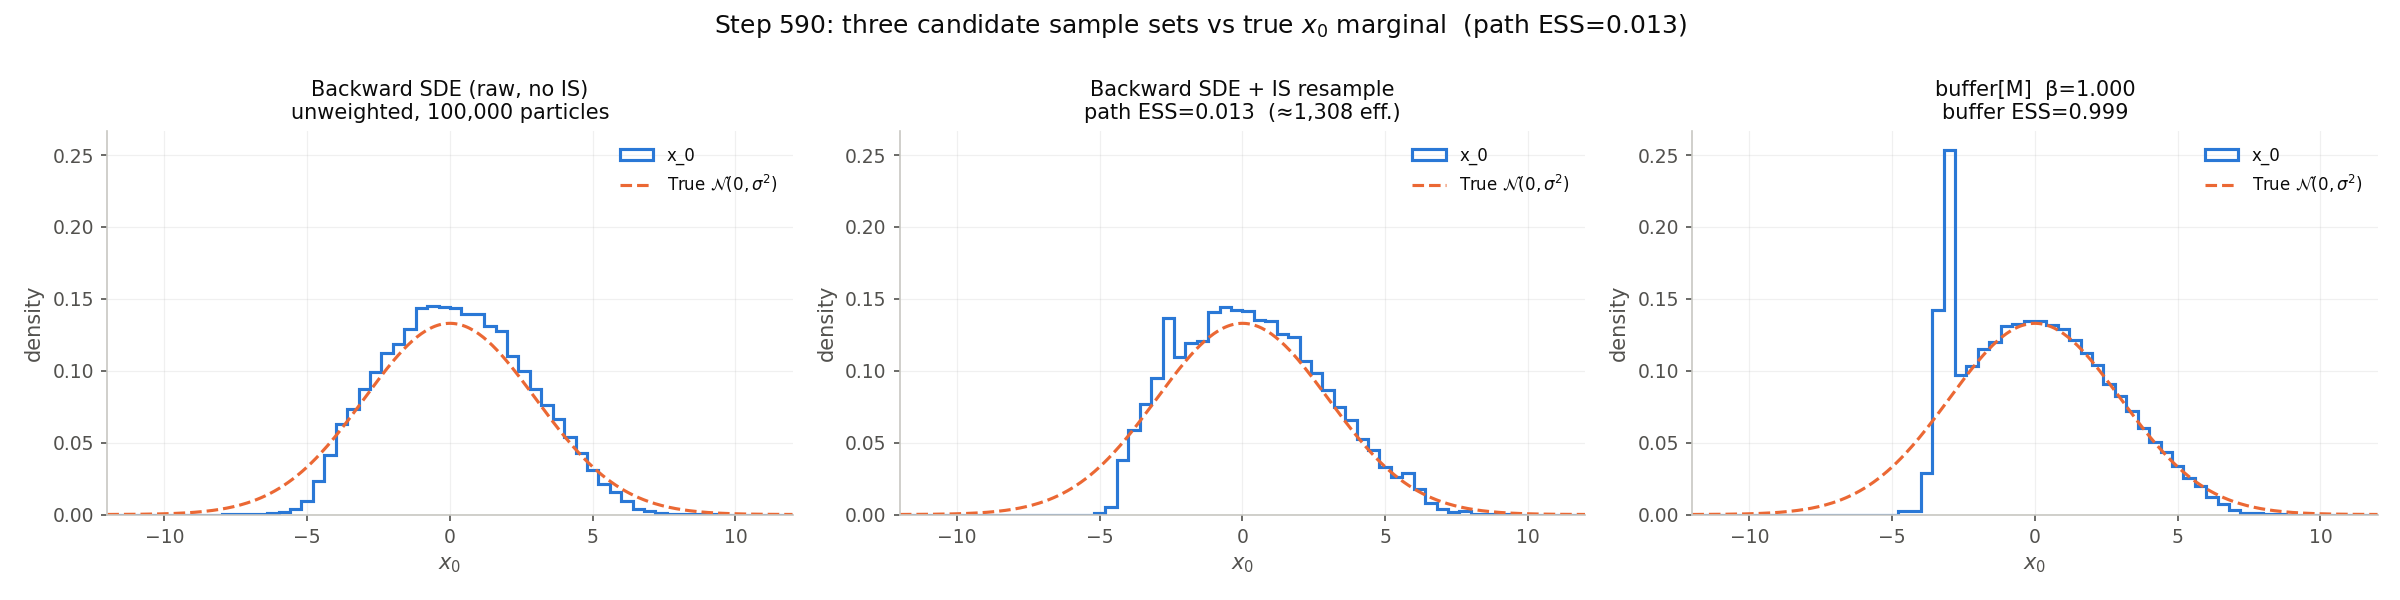 Step 590: three candidate sample sets vs true x₀ marginal  (path ESS=0.013)
Backward SDE (raw, no IS)
unweighted, 100,000 particles
0.25
0.20
0.15
0.10
0.05
0.00
density
x_0
True 𝒩(0, σ²)
−10
−5
0
5
10
x₀
Backward SDE + IS resample
path ESS=0.013  (≈1,308 eff.)
0.25
0.20
0.15
0.10
0.05
0.00
density
x_0
True 𝒩(0, σ²)
−10
−5
0
5
10
x₀
buffer[M]  β=1.000
buffer ESS=0.999
0.25
0.20
0.15
0.10
0.05
0.00
density
x_0
True 𝒩(0, σ²)
−10
−5
0
5
10
x₀